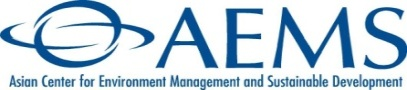 AEMS
Asian Center for Environment Management and Sustainable Development